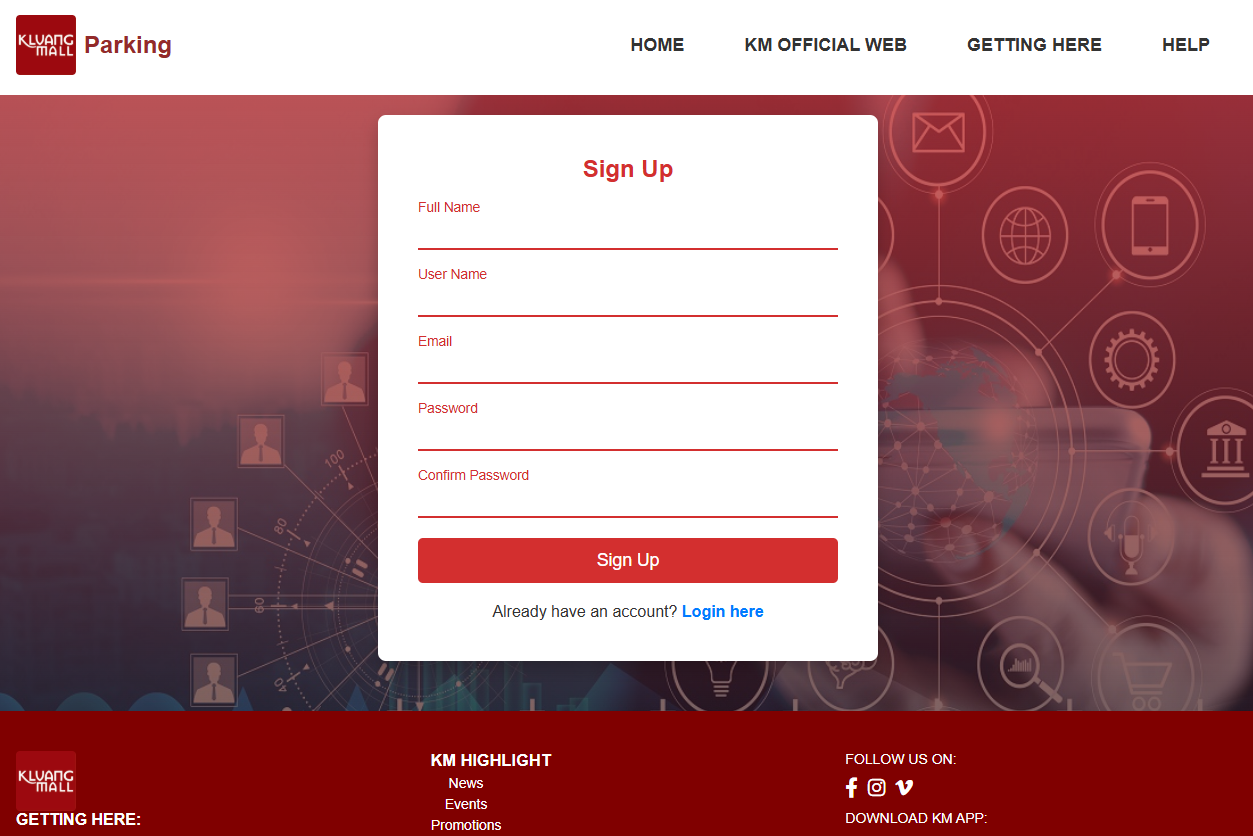 KLUANG
MALL
Parking
HOME
KM OFFICIAL WEB
GETTING HERE
HELP
Sign Up
Full Name
User Name
Email
Password
Confirm Password
Sign Up
Already have an account? Login here
100
80
60
40
KLUANG
MALL
GETTING HERE:
KM HIGHLIGHT
News
Events
Promotions
FOLLOW US ON:
DOWNLOAD KM APP: